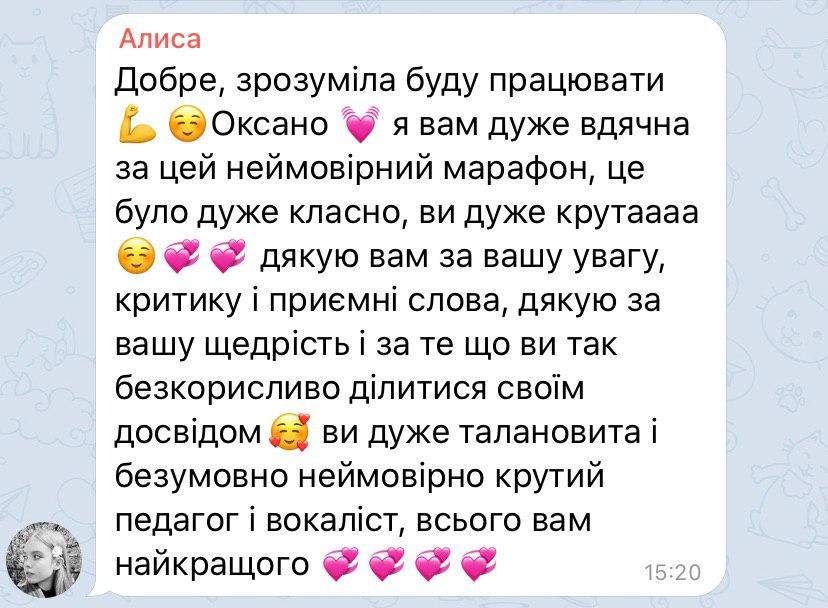 Алиса
Добре, зрозуміла буду працювати
💪 ☺️Оксано 💓 я вам дуже вдячна
за цей неймовірний марафон, це
було дуже класно, ви дуже крутаааа
☺️💞 💞 дякую вам за вашу увагу,
критику і приємні слова, дякую за
вашу щедрість і за те що ви так
безкорисливо ділитися своїм
досвідом 🥰 ви дуже талановита і
безумовно неймовірно крутий
педагог і вокаліст, всього вам
найкращого 💞 💞 💞 💞
15:20